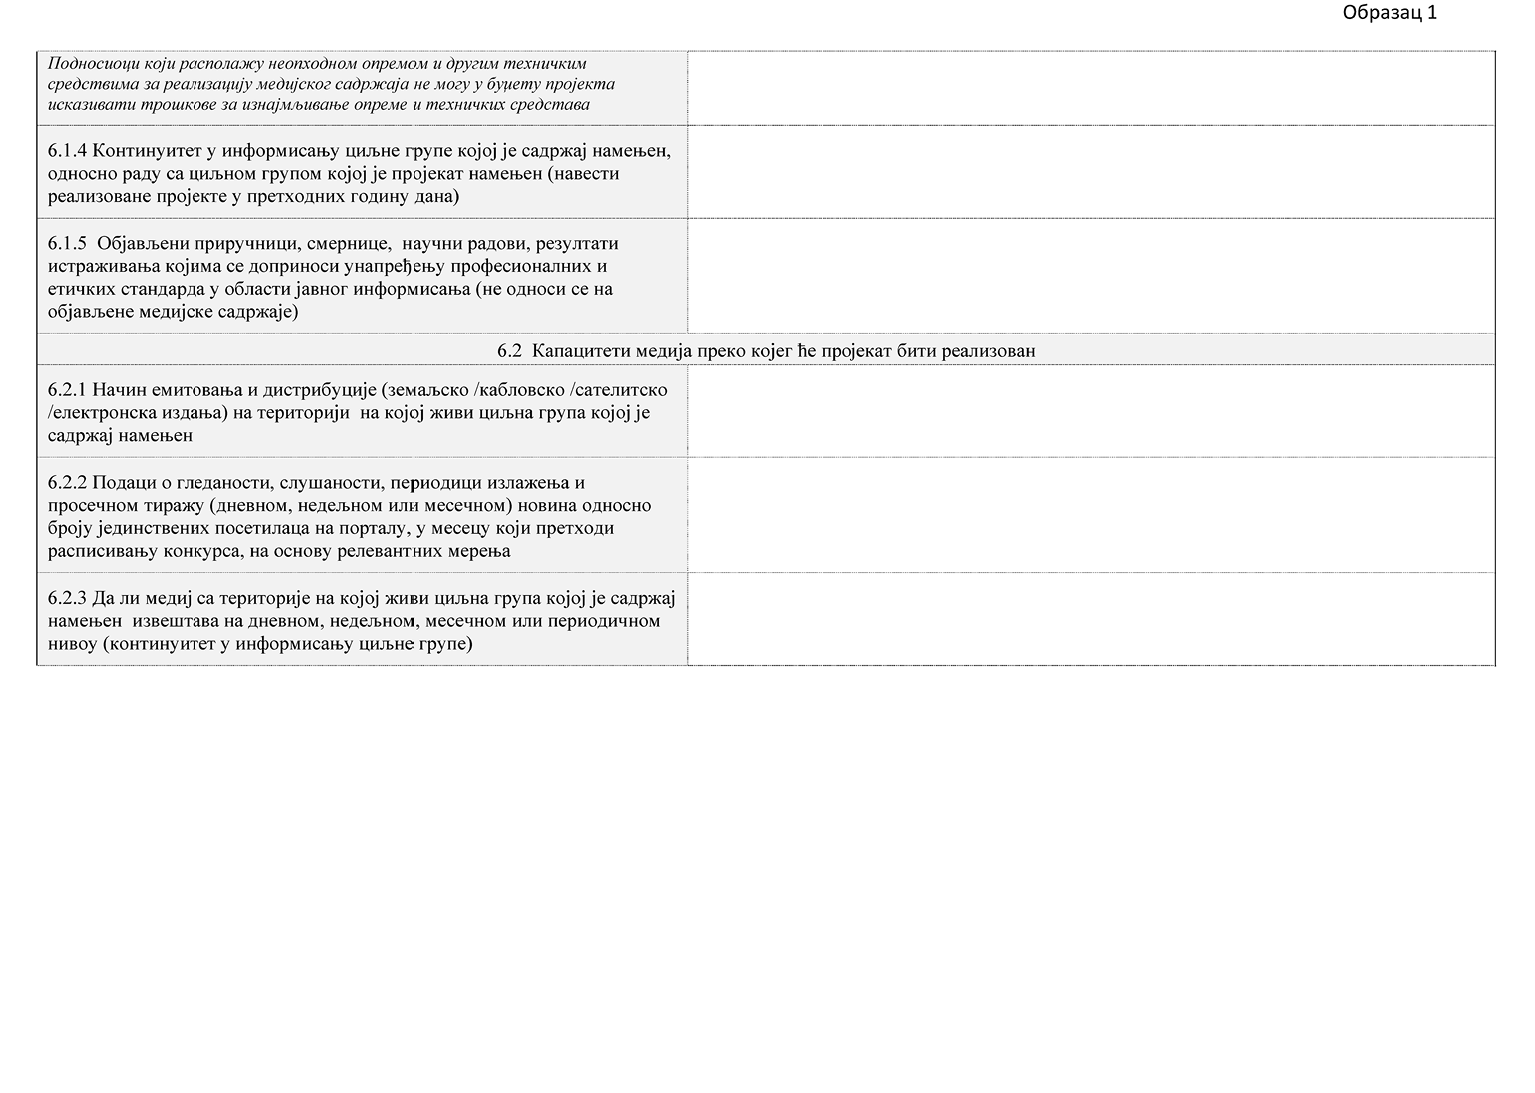 Образац 1
Подносиоци који располажу неопходном опремом и другим техничким
средствима за реализацију медијског садржаја не могу у буџету пројекта
исказивати трошкове за изнајмљивање опреме и техничких средстава
6.1.4 Континуитет у информисању циљне групе којој је садржај намењен,
односно раду са циљном групом којој је пројекат намењен (навести
реализоване пројекте у претходних годину дана)
6.1.5  Објављени приручници, смернице,  научни радови, резултати
истраживања којима се доприноси унапређењу професионалних и
етичких стандарда у области јавног информисања (не односи се на
објављене медијске садржаје)
6.2  Капацитети медија преко којег ће пројекат бити реализован
6.2.1 Начин емитовања и дистрибуције (земаљско /кабловско /сателитско
/електронска издања) на територији  на којој живи циљна група којој је
садржај намењен
6.2.2 Подаци о гледаности, слушаности, периодици излажења и
просечном тиражу (дневном, недељном или месечном) новина односно
броју јединствених посетилаца на порталу, у месецу који претходи
расписивању конкурса, на основу релевантних мерења
6.2.3 Да ли медиј са територије на којој живи циљна група којој је садржај
намењен  извештава на дневном, недељном, месечном или периодичном
нивоу (континуитет у информисању циљне групе)